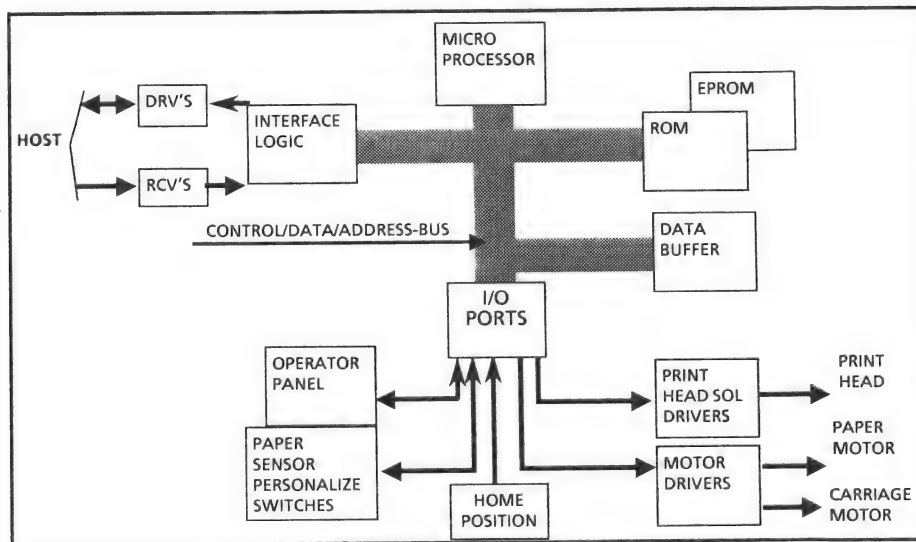 MICRO
PROCESSOR
EPROM
DRV'S
INTERFACE
LOGIC
ROM
HOST
RCV'S
CONTROL/DATA/ADDRESS-BUS
DATA
BUFFER
I/O
PORTS
OPERATOR
PANEL
PRINT
HEAD SOL
DRIVERS
PRINT
HEAD
PAPER
SENSOR
PERSONALIZE
SWITCHES
HOME
POSITION
MOTOR
DRIVERS
PAPER
MOTOR
CARRIAGE
MOTOR